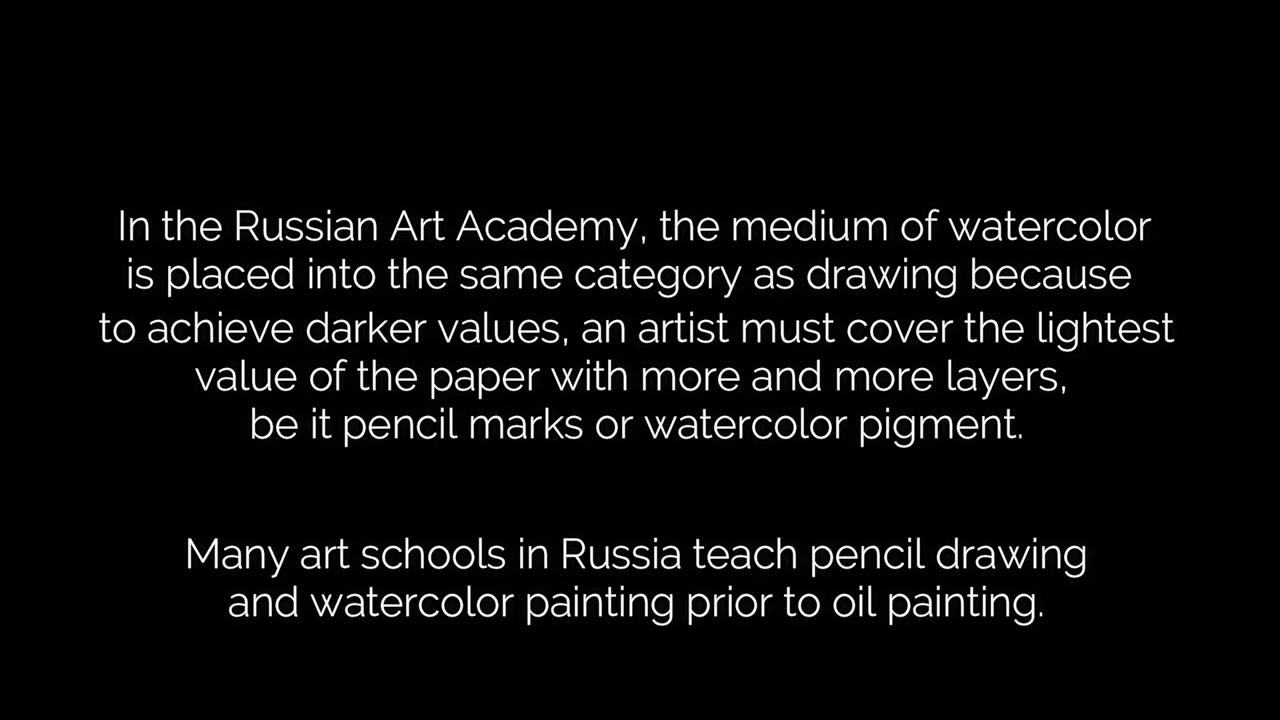 In the Russian Art Academy, the medium of watercolor
is placed into the same category as drawing because
to achieve darker values, an artist must cover the lightest
value of the paper with more and more layers,
be it pencil marks or watercolor pigment.
Many art schools in Russia teach pencil drawing
and watercolor painting prior to oil painting.